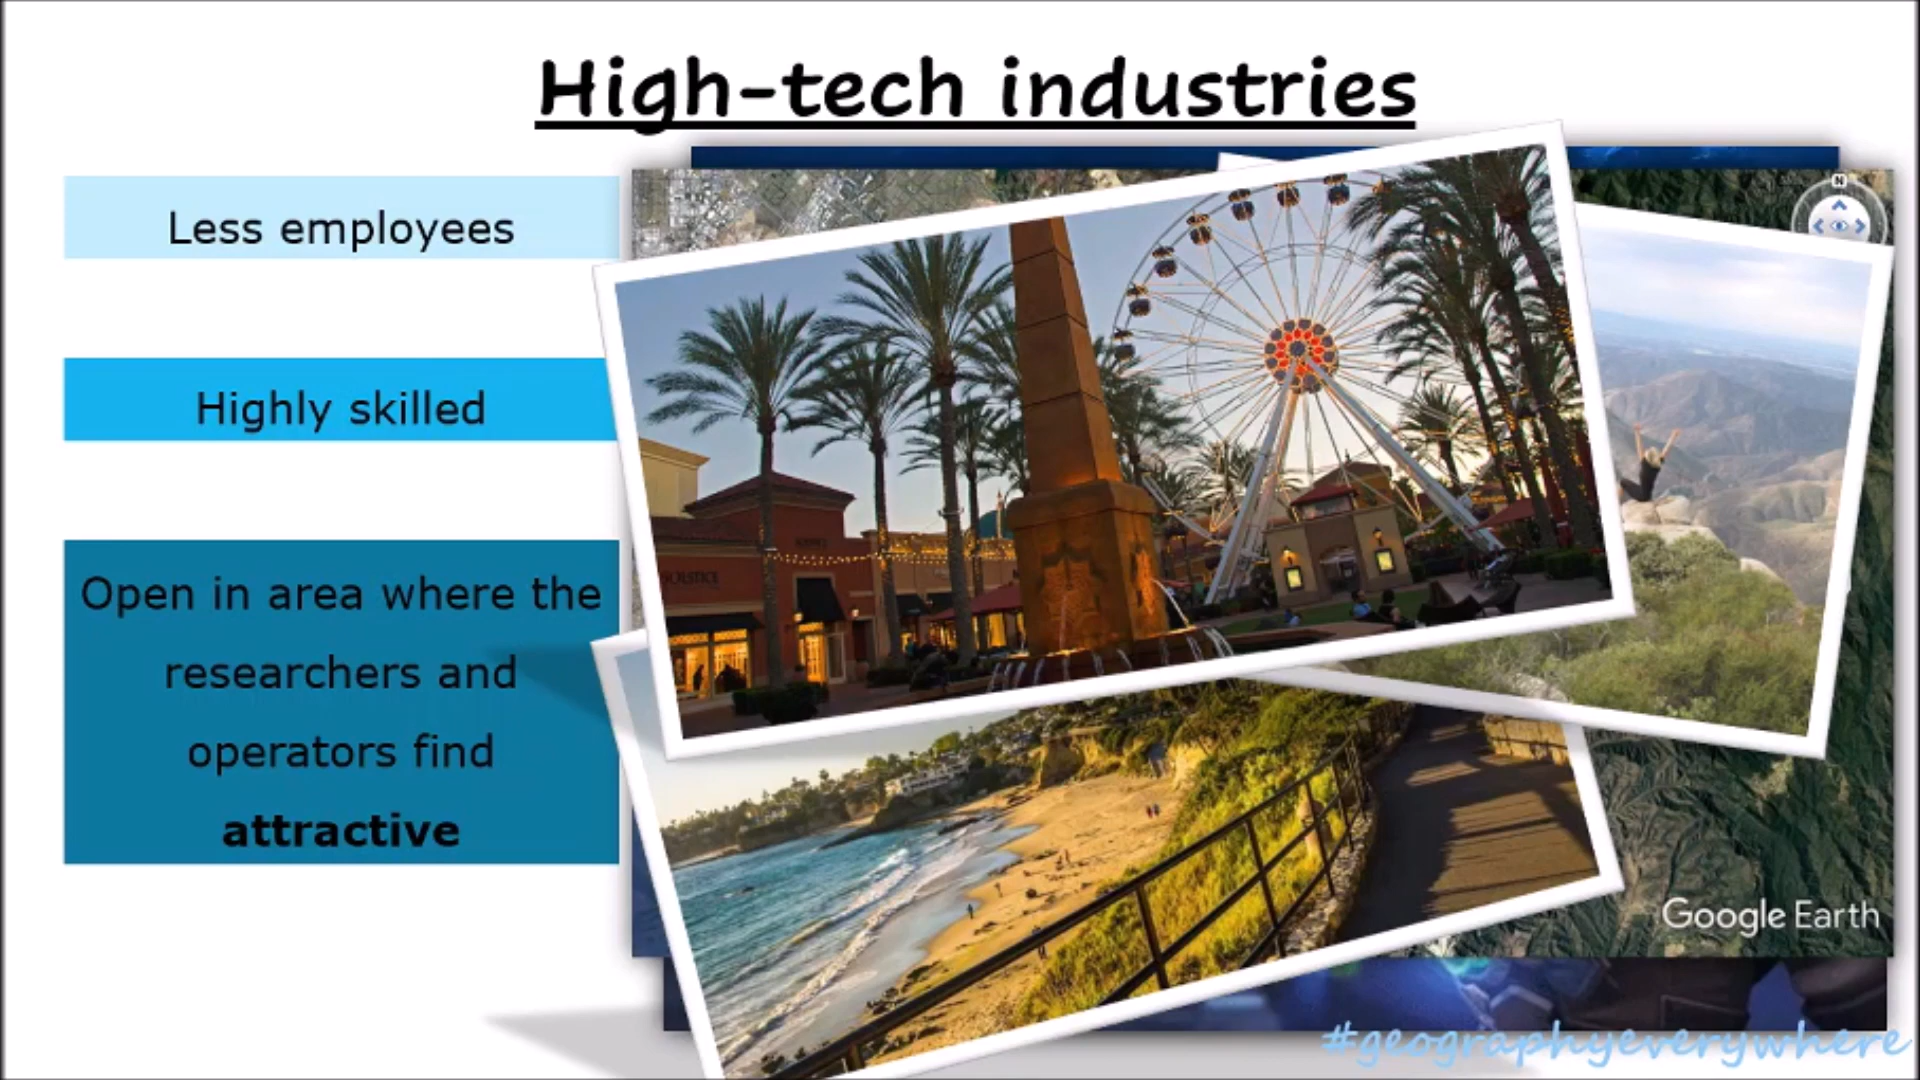 High-tech industries
Less employees
Highly skilled
Open in area where the
researchers and
operators find
attractive
N
SOLSTICE
Google Earth
#geographyeverywhere